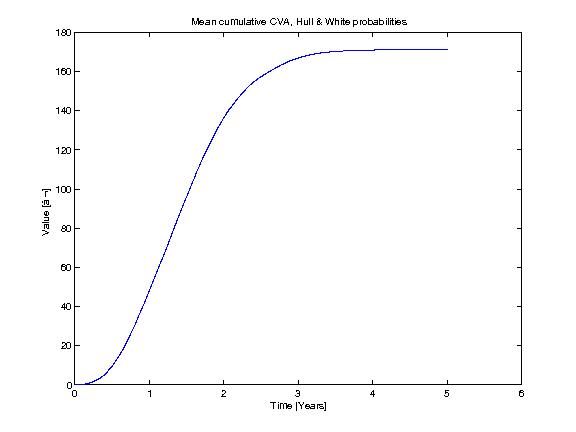 Mean cumulative CVA, Hull & White probabilities
180
160
140
120
100
80
60
40
20
0
Value [â¬]
0 1 2 3 4 5 6
Time [Years]